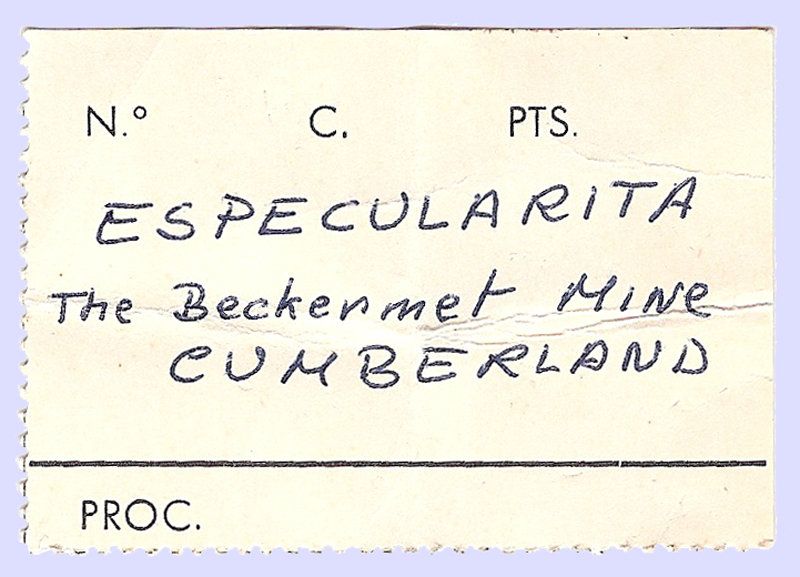 N.º C. PTS.
ESPECULARITA
The Beckermet MINE
CUMBERLAND
PROC.